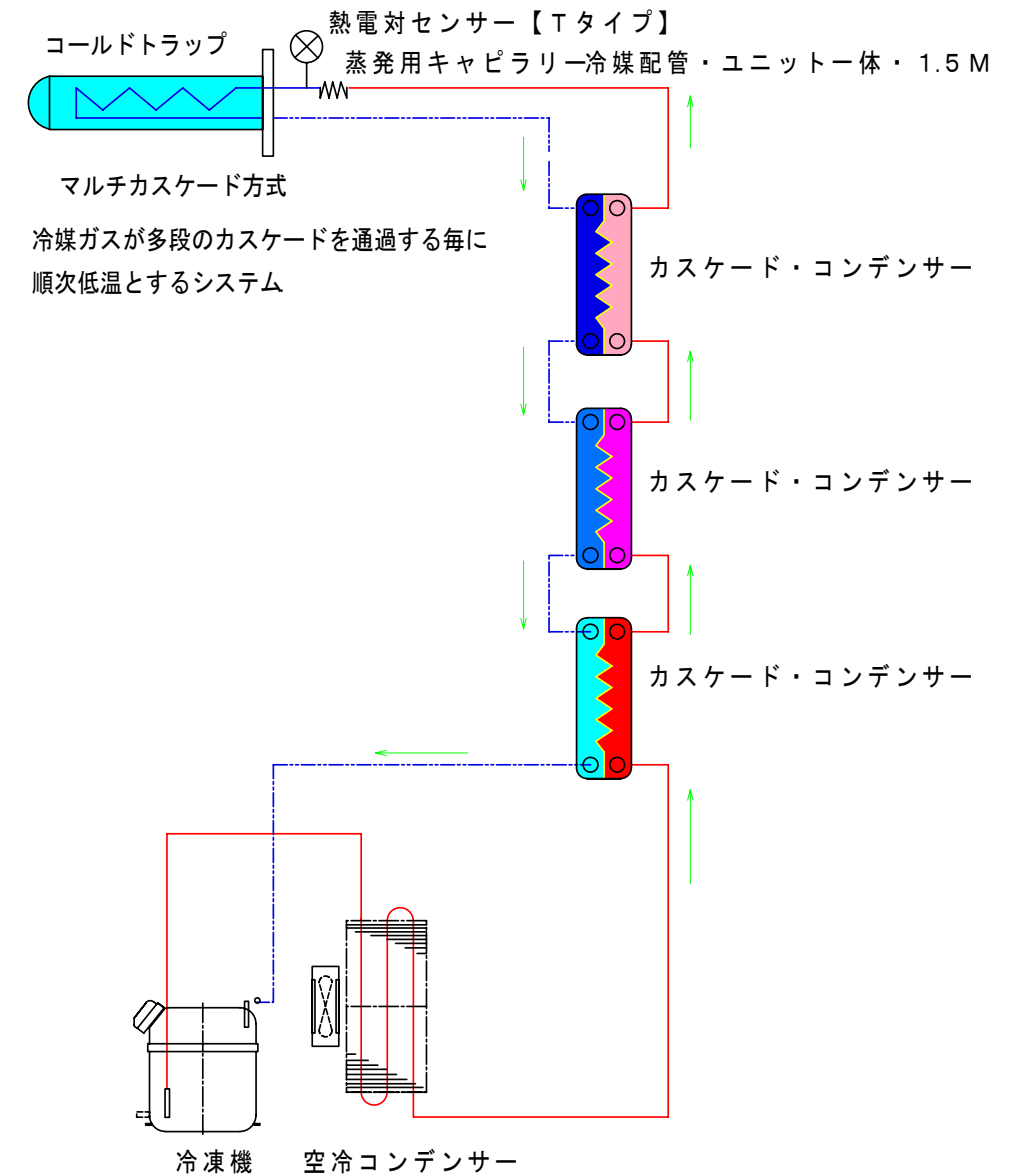 熱電対センサー【Tタイプ】
コールドトラップ
蒸発用キャピラリー冷媒配管・ユニット一体・1.5M
マルチカスケード方式
冷媒ガスが多段のカスケードを通過する毎に
順次低温とするシステム
カスケード・コンデンサー
カスケード・コンデンサー
カスケード・コンデンサー
冷凍機
空冷コンデンサー